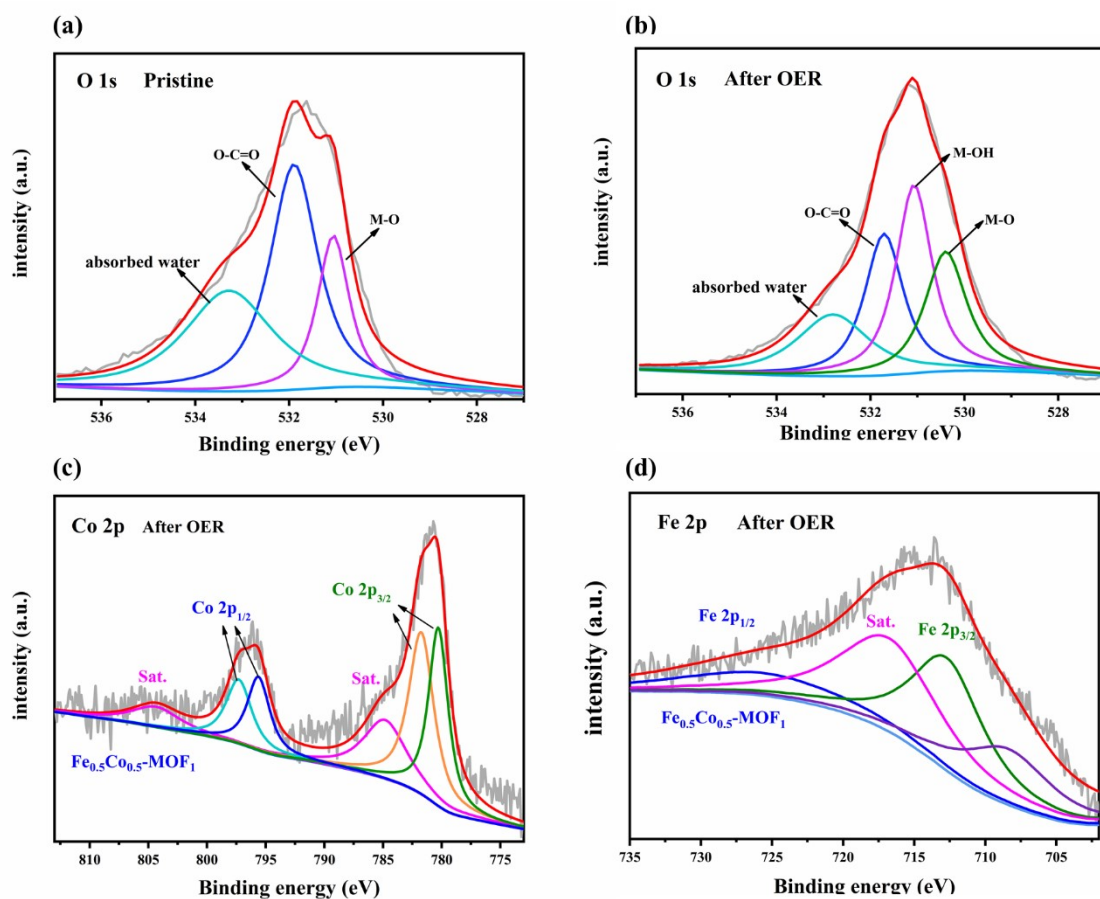 (a)
O 1s Pristine
O-C=O
M-O
absorbed water
intensity (a.u.)
536 534 532 530 528
Binding energy (eV)
(b)
O 1s After OER
M-OH
O-C=O
M-O
absorbed water
intensity (a.u.)
536 534 532 530 528
Binding energy (eV)
(c)
Co 2p After OER
Co 2p3/2
Co 2p1/2
Sat.
Sat.
Fe0.5Co0.5-MOF1
intensity (a.u.)
810 805 800 795 790 785 780 775
Binding energy (eV)
(d)
Fe 2p After OER
Fe 2p1/2
Sat.
Fe 2p3/2
Fe0.5Co0.5-MOF1
intensity (a.u.)
735 730 725 720 715 710 705
Binding energy (eV)